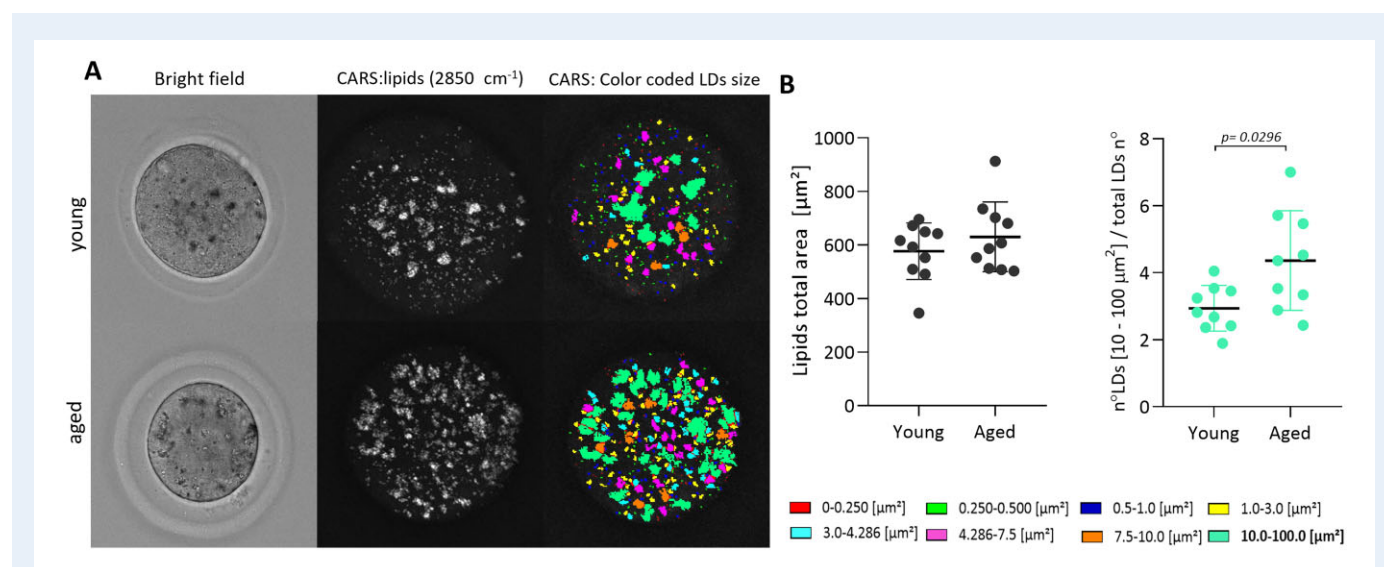 A
Bright field
CARS:lipids (2850 cm⁻¹)
CARS: Color coded LDs size
young
aged
B
Lipids total area [µm²]
1000
800
600
400
200
0
Young Aged
n°LDs [10 - 100 µm²] / total LDs n°
8
6
4
2
0
p= 0.0296
Young Aged
0-0.250 [µm²] 0.250-0.500 [µm²] 0.5-1.0 [µm²] 1.0-3.0 [µm²]
3.0-4.286 [µm²] 4.286-7.5 [µm²] 7.5-10.0 [µm²] 10.0-100.0 [µm²]